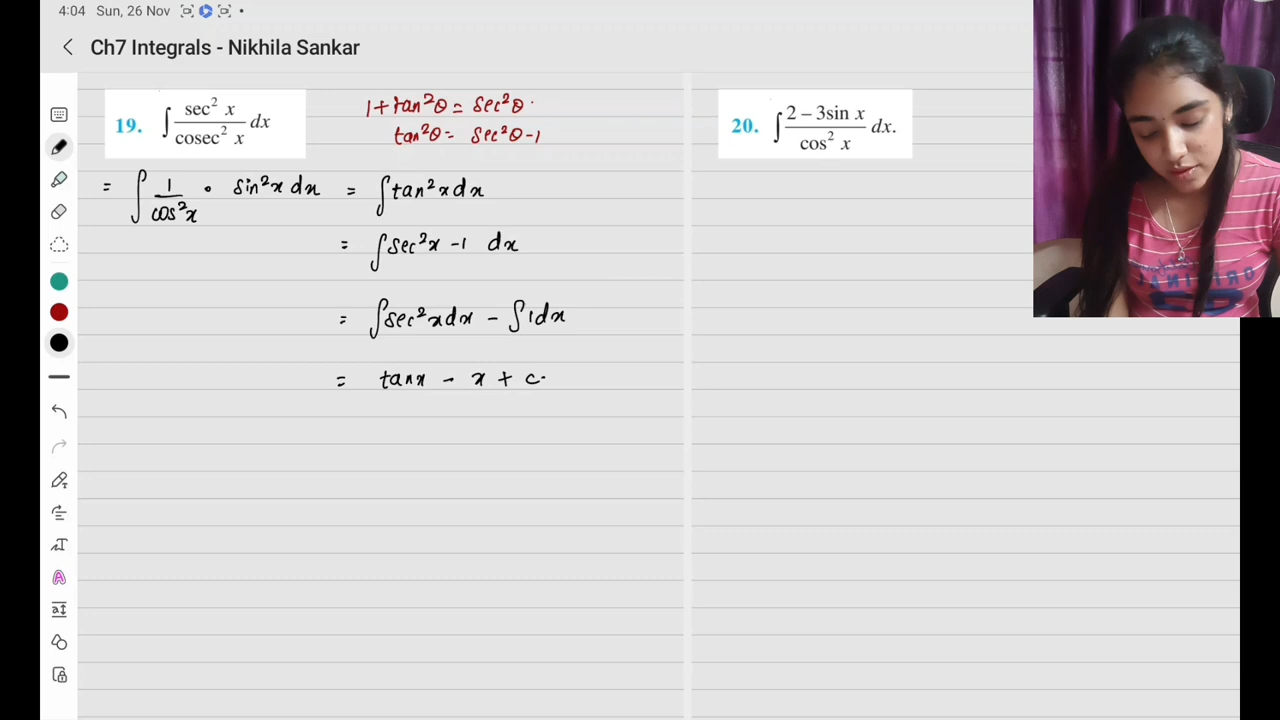 4:04 Sun, 26 Nov
Ch7 Integrals - Nikhila Sankar
19. ∫ sec² x / cosec² x dx
1 + tan²θ = sec²θ
tan²θ = sec²θ - 1
= ∫ 1/cos²x · sin²x dx = ∫ tan²x dx
= ∫ sec²x - 1 dx
= ∫ sec²x dx - ∫ 1 dx
= tanx - x + c.
20. ∫ 2 – 3sin x / cos² x dx.